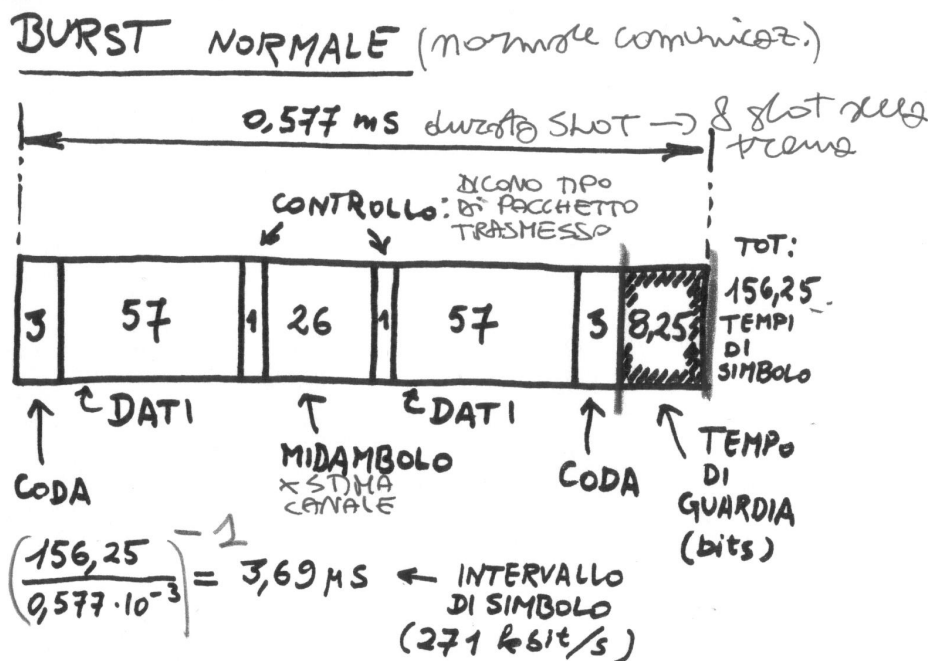 BURST NORMALE (normale comunicaz.)
0,577 ms durata SLOT → 8 slot nella
trama
CONTROLLO: DICONO TIPO
DI PACCHETTO
TRASMESSO
3 57 1 26 1 57 3 8,25
TOT:
156,25
TEMPI
DI
SIMBOLO
CODA
DATI
MIDAMBOLO
X STIMA
CANALE
DATI
CODA
TEMPO
DI
GUARDIA
(bits)
(156,25 / 0,577·10⁻³)⁻¹ = 3,69 μs ← INTERVALLO
DI SIMBOLO
(271 kbit/s)